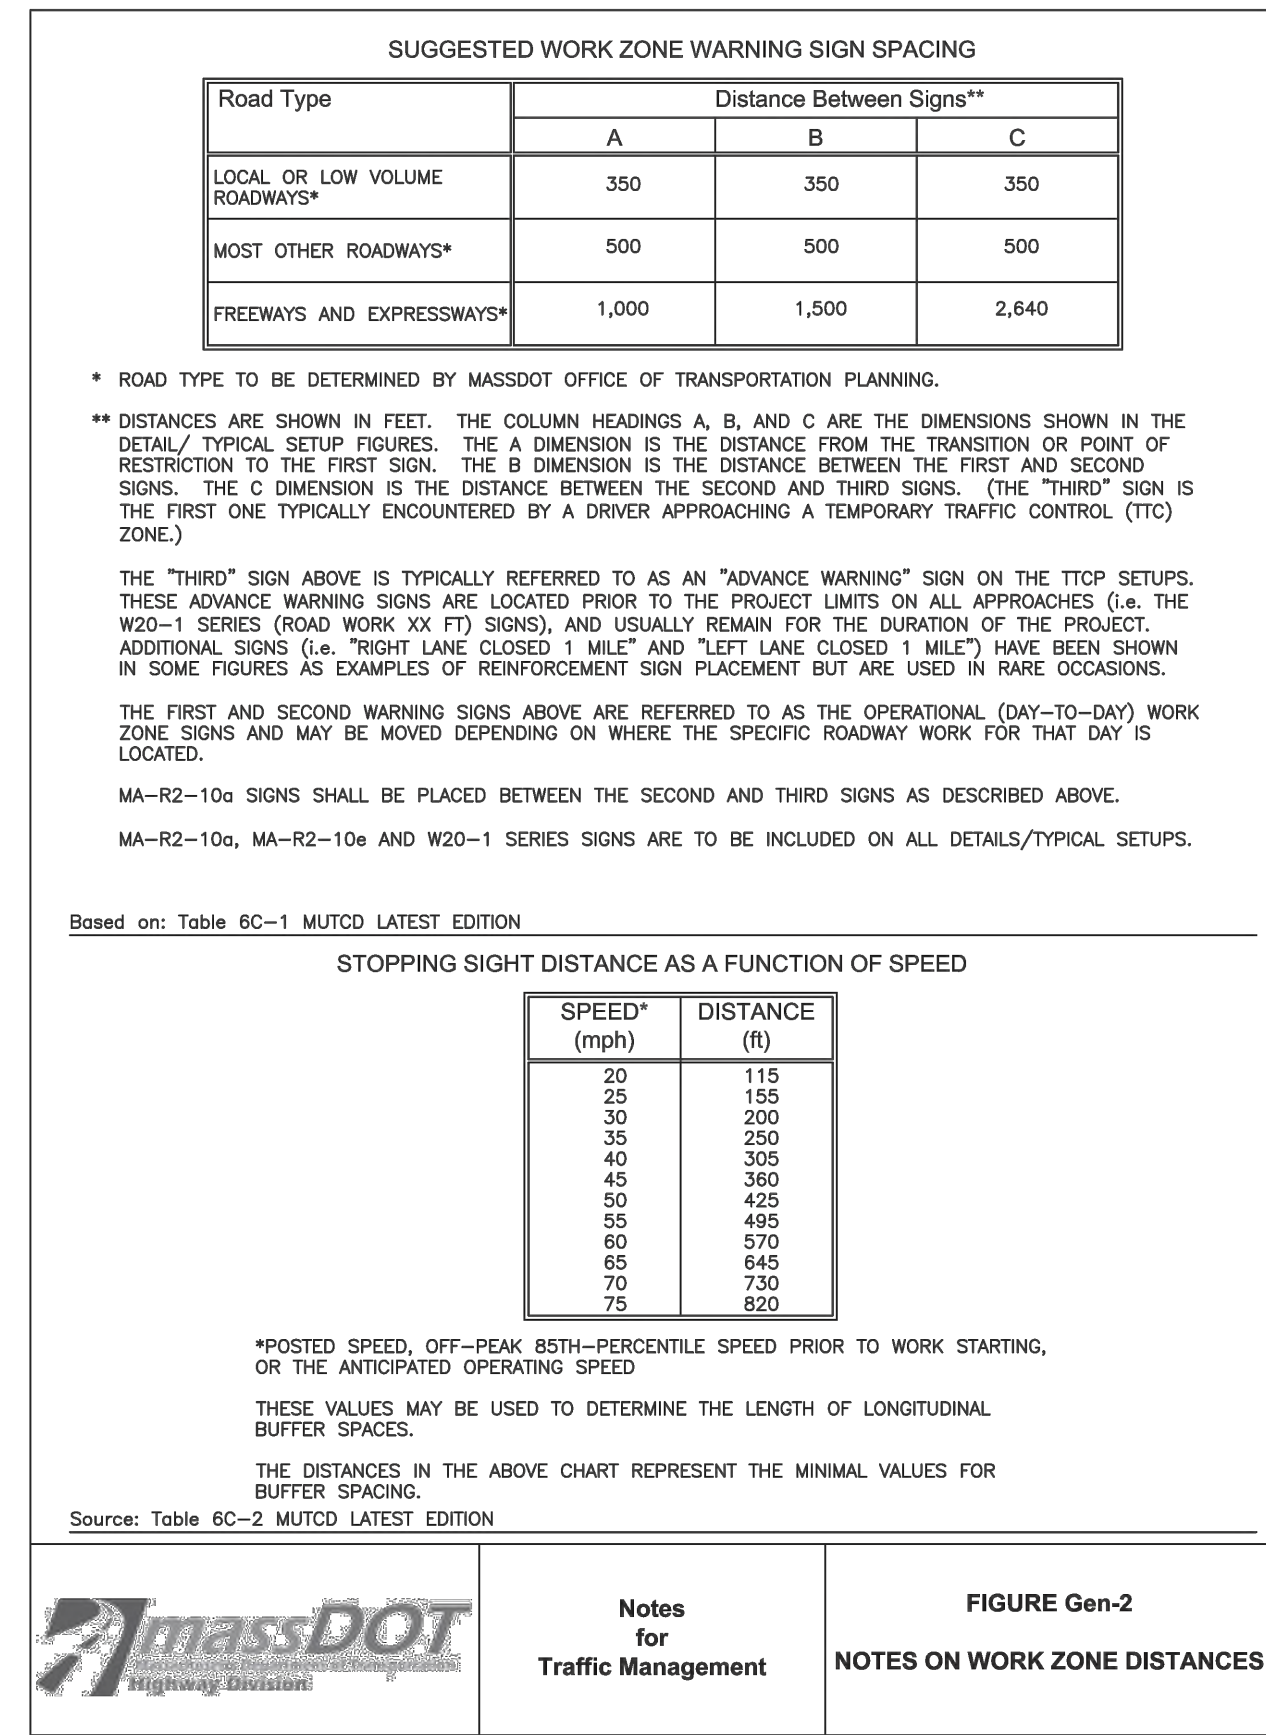 SUGGESTED WORK ZONE WARNING SIGN SPACING
Road Type
Distance Between Signs**
A B C
LOCAL OR LOW VOLUME
ROADWAYS*
350 350 350
MOST OTHER ROADWAYS* 500 500 500
FREEWAYS AND EXPRESSWAYS* 1,000 1,500 2,640
* ROAD TYPE TO BE DETERMINED BY MASSDOT OFFICE OF TRANSPORTATION PLANNING.
** DISTANCES ARE SHOWN IN FEET. THE COLUMN HEADINGS A, B, AND C ARE THE DIMENSIONS SHOWN IN THE
DETAIL/ TYPICAL SETUP FIGURES. THE A DIMENSION IS THE DISTANCE FROM THE TRANSITION OR POINT OF
RESTRICTION TO THE FIRST SIGN. THE B DIMENSION IS THE DISTANCE BETWEEN THE FIRST AND SECOND
SIGNS. THE C DIMENSION IS THE DISTANCE BETWEEN THE SECOND AND THIRD SIGNS. (THE "THIRD" SIGN IS
THE FIRST ONE TYPICALLY ENCOUNTERED BY A DRIVER APPROACHING A TEMPORARY TRAFFIC CONTROL (TTC)
ZONE.)
THE "THIRD" SIGN ABOVE IS TYPICALLY REFERRED TO AS AN "ADVANCE WARNING" SIGN ON THE TTCP SETUPS.
THESE ADVANCE WARNING SIGNS ARE LOCATED PRIOR TO THE PROJECT LIMITS ON ALL APPROACHES (i.e. THE
W20-1 SERIES (ROAD WORK XX FT) SIGNS), AND USUALLY REMAIN FOR THE DURATION OF THE PROJECT.
ADDITIONAL SIGNS (i.e. "RIGHT LANE CLOSED 1 MILE" AND "LEFT LANE CLOSED 1 MILE") HAVE BEEN SHOWN
IN SOME FIGURES AS EXAMPLES OF REINFORCEMENT SIGN PLACEMENT BUT ARE USED IN RARE OCCASIONS.
THE FIRST AND SECOND WARNING SIGNS ABOVE ARE REFERRED TO AS THE OPERATIONAL (DAY-TO-DAY) WORK
ZONE SIGNS AND MAY BE MOVED DEPENDING ON WHERE THE SPECIFIC ROADWAY WORK FOR THAT DAY IS
LOCATED.
MA-R2-10a SIGNS SHALL BE PLACED BETWEEN THE SECOND AND THIRD SIGNS AS DESCRIBED ABOVE.
MA-R2-10a, MA-R2-10e AND W20-1 SERIES SIGNS ARE TO BE INCLUDED ON ALL DETAILS/TYPICAL SETUPS.
Based on: Table 6C-1 MUTCD LATEST EDITION
STOPPING SIGHT DISTANCE AS A FUNCTION OF SPEED
SPEED* DISTANCE
(mph) (ft)
20 115
25 155
30 200
35 250
40 305
45 360
50 425
55 495
60 570
65 645
70 730
75 820
*POSTED SPEED, OFF-PEAK 85TH-PERCENTILE SPEED PRIOR TO WORK STARTING,
OR THE ANTICIPATED OPERATING SPEED
THESE VALUES MAY BE USED TO DETERMINE THE LENGTH OF LONGITUDINAL
BUFFER SPACES.
THE DISTANCES IN THE ABOVE CHART REPRESENT THE MINIMAL VALUES FOR
BUFFER SPACING.
Source: Table 6C-2 MUTCD LATEST EDITION
massDOT
Highway Division
Notes
for
Traffic Management
FIGURE Gen-2
NOTES ON WORK ZONE DISTANCES